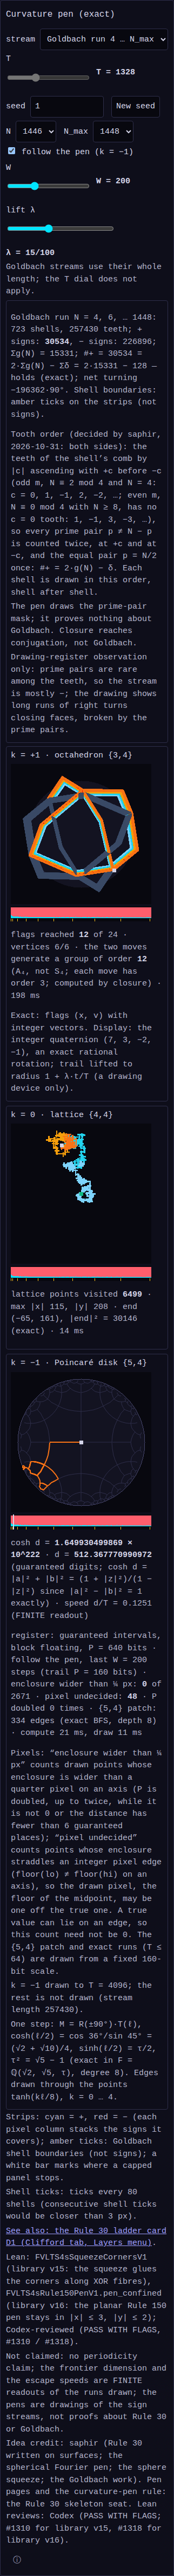 Curvature pen (exact)
stream Goldbach run 4 … N_max
T
T = 1328
seed 1 New seed
N 1446 N_max 1448
follow the pen (k = −1)
W
W = 200
lift λ
λ = 15/100
Goldbach streams use their whole
length; the T dial does not
apply.
Goldbach run N = 4, 6, … 1448:
723 shells, 257430 teeth; +
signs: 30534, − signs: 226896;
Σg(N) = 15331; #+ = 30534 =
2·Σg(N) − Σδ = 2·15331 − 128 —
holds (exact); net turning
−196362·90°. Shell boundaries:
amber ticks on the strips (not
signs).
Tooth order (decided by saphir,
2026-10-31: both sides): the
teeth of the shell’s comb by
|c| ascending with +c before −c
(odd m, N ≡ 2 mod 4 and N = 4:
c = 0, 1, −1, 2, −2, …; even m,
N ≡ 0 mod 4 with N ≥ 8, has no
c = 0 tooth: 1, −1, 3, −3, …),
so every prime pair p ≠ N − p
is counted twice, at +c and at
−c, and the equal pair p = N/2
once: #+ = 2·g(N) − δ. Each
shell is drawn in this order,
shell after shell.
The pen draws the prime-pair
mask; it proves nothing about
Goldbach. Closure reaches
conjugation, not Goldbach.
Drawing-register observation
only: prime pairs are rare
among the teeth, so the stream
is mostly −; the drawing shows
long runs of right turns
closing faces, broken by the
prime pairs.
k = +1 · octahedron {3,4}
flags reached 12 of 24 ·
vertices 6/6 · the two moves
generate a group of order 12
(A₄, not S₄; each move has
order 3; computed by closure) ·
198 ms
Exact: flags (x, v) with
integer vectors. Display: the
integer quaternion (7, 3, −2,
−1), an exact rational
rotation; trail lifted to
radius 1 + λ·t/T (a drawing
device only).
k = 0 · lattice {4,4}
lattice points visited 6499 ·
max |x| 115, |y| 208 · end
(−65, 161), |end|² = 30146
(exact) · 14 ms
k = −1 · Poincaré disk {5,4}
cosh d = 1.649930499869 ×
10^222 · d = 512.367770990972
(guaranteed digits; cosh d =
|a|² + |b|² = (1 + |z|²)/(1 −
|z|²) since |a|² − |b|² = 1
exactly) · speed d/T = 0.1251
(FINITE readout)
register: guaranteed intervals,
block floating, P = 640 bits ·
follow the pen, last W = 200
steps (trail P = 160 bits) ·
enclosure wider than ¼ px: 0 of
2671 · pixel undecided: 48 · P
doubled 0 times · {5,4} patch:
334 edges (exact BFS, depth 8)
· compute 21 ms, draw 11 ms
Pixels: “enclosure wider than ¼
px” counts drawn points whose
enclosure is wider than a
quarter pixel on an axis (P is
doubled, up to twice, while it
is not 0 or the distance has
fewer than 6 guaranteed
places); “pixel undecided”
counts points whose enclosure
straddles an integer pixel edge
(floor(lo) ≠ floor(hi) on an
axis), so the drawn pixel, the
floor of the midpoint, may be
one off the true one. A true
value can lie on an edge, so
this count need not be 0. The
{5,4} patch and exact runs (T ≤
64) are drawn from a fixed 160-
bit scale.
k = −1 drawn to T = 4096; the
rest is not drawn (stream
length 257430).
One step: M = R(±90°)·T(ℓ),
cosh(ℓ/2) = cos 36°/sin 45° =
(√2 + √10)/4, sinh(ℓ/2) = τ/2,
τ² = √5 − 1 (exact in F =
Q(√2, √5, τ), degree 8). Edges
drawn through the points
tanh(kℓ/8), k = 0 … 4.
Strips: cyan = +, red = − (each
pixel column stacks the signs it
covers); amber ticks: Goldbach
shell boundaries (not signs); a
white bar marks where a capped
panel stops.
Shell ticks: ticks every 80
shells (consecutive shell ticks
would be closer than 3 px).
See also: the Rule 30 ladder card
D1 (Clifford tab, Layers menu).
Lean: FVLTS4sSqueezeCornersV1
(library v15: the squeeze glues
the corners along XOR fibres),
FVLTS4sRule150PenV1.pen_confined
(library v16: the planar Rule 150
pen stays in |x| ≤ 3, |y| ≤ 2);
Codex-reviewed (PASS WITH FLAGS,
#1310 / #1318).
Not claimed: no periodicity
claim; the frontier dimension and
the escape speeds are FINITE
readouts of the runs drawn; the
pens are drawings of the sign
streams, not proofs about Rule 30
or Goldbach.
Idea credit: saphir (Rule 30
written on surfaces; the
spherical Fourier pen; the sphere
squeeze; the Goldbach work). Pen
pages and the curvature-pen rule:
the Rule 30 skeleton seat. Lean
reviews: Codex (PASS WITH FLAGS;
#1310 for library v15, #1318 for
library v16).